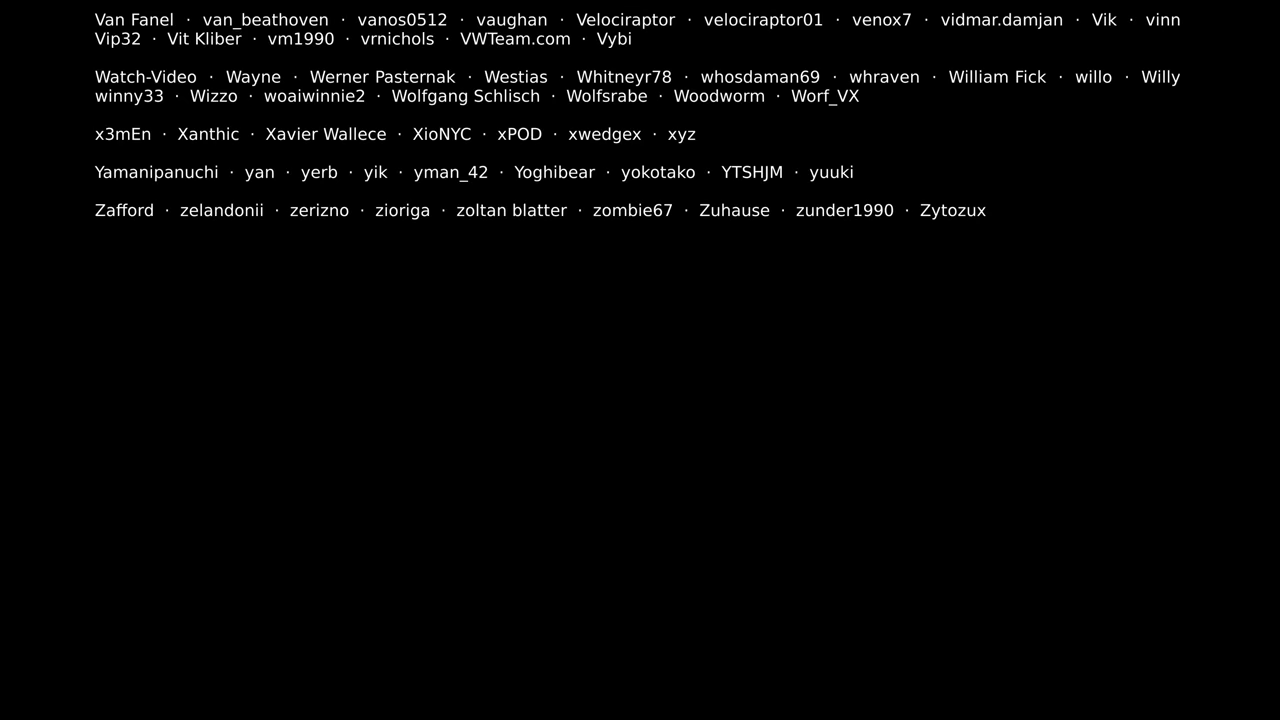 Van Fanel · van_beathoven · vanos0512 · vaughan · Velociraptor · velociraptor01 · venox7 · vidmar.damjan · Vik · vinn
Vip32 · Vit Kliber · vm1990 · vrnichols · VWTeam.com · Vybi
Watch-Video · Wayne · Werner Pasternak · Westias · Whitneyr78 · whosdaman69 · whraven · William Fick · willo · Willy
winny33 · Wizzo · woaiwinnie2 · Wolfgang Schlisch · Wolfsrabe · Woodworm · Worf_VX
x3mEn · Xanthic · Xavier Wallece · XioNYC · xPOD · xwedgex · xyz
Yamanipanuchi · yan · yerb · yik · yman_42 · Yoghibear · yokotako · YTSHJM · yuuki
Zafford · zelandonii · zerizno · zioriga · zoltan blatter · zombie67 · Zuhause · zunder1990 · Zytozux